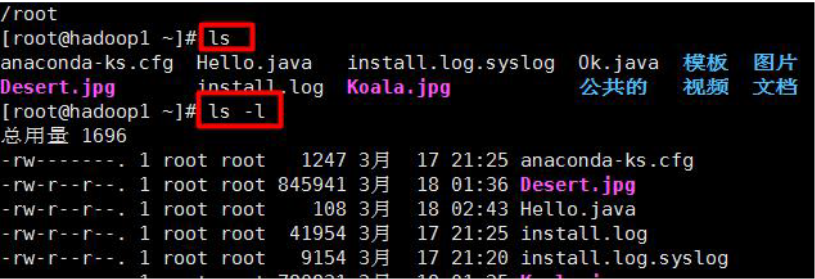 /root
[root@hadoop1 ~]# ls
anaconda-ks.cfg  Hello.java   install.log.syslog  Ok.java  模板  图片
Desert.jpg       install.log  Koala.jpg           公共的   视频  文档
[root@hadoop1 ~]# ls -l
总用量 1696
-rw-------. 1 root root   1247 3月  17 21:25 anaconda-ks.cfg
-rw-r--r--. 1 root root 845941 3月  18 01:36 Desert.jpg
-rw-r--r--. 1 root root    108 3月  18 02:43 Hello.java
-rw-r--r--. 1 root root  41954 3月  17 21:25 install.log
-rw-r--r--. 1 root root   9154 3月  17 21:20 install.log.syslog